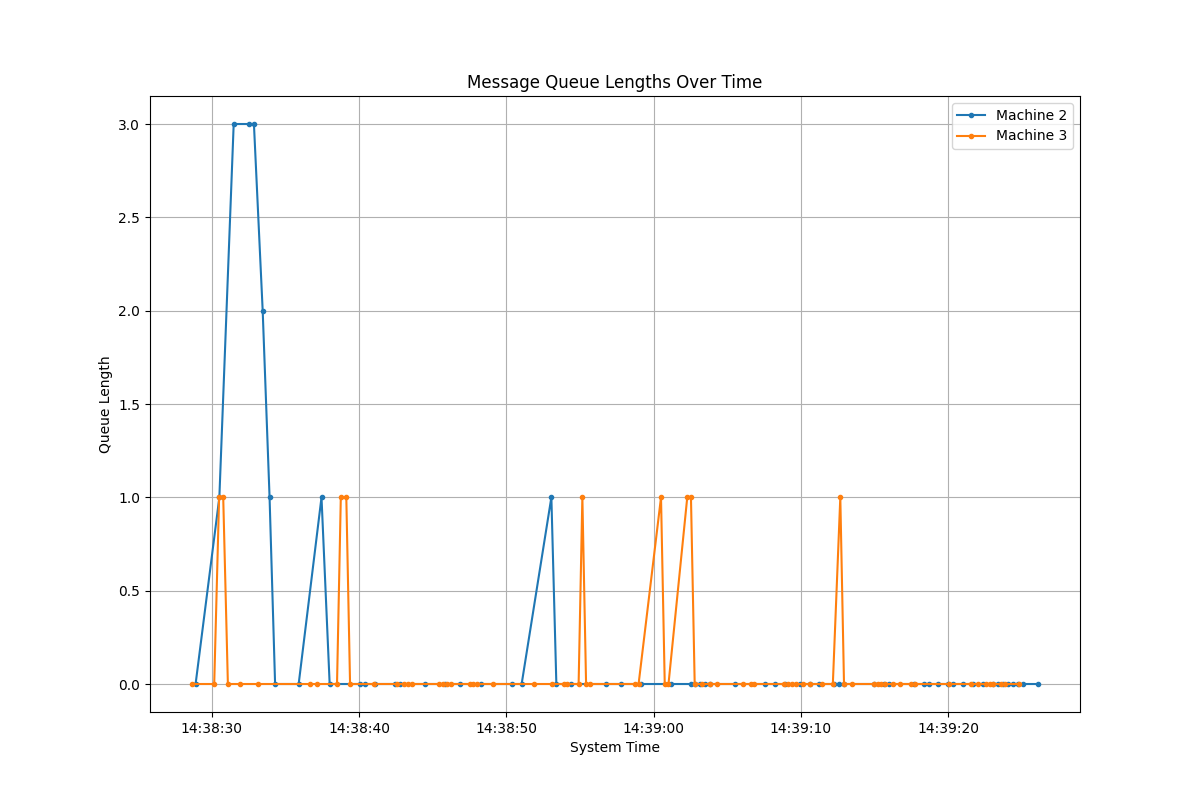 Message Queue Lengths Over Time
Machine 2
Machine 3
3.0
2.5
2.0
1.5
1.0
0.5
0.0
Queue Length
14:38:30 14:38:40 14:38:50 14:39:00 14:39:10 14:39:20
System Time